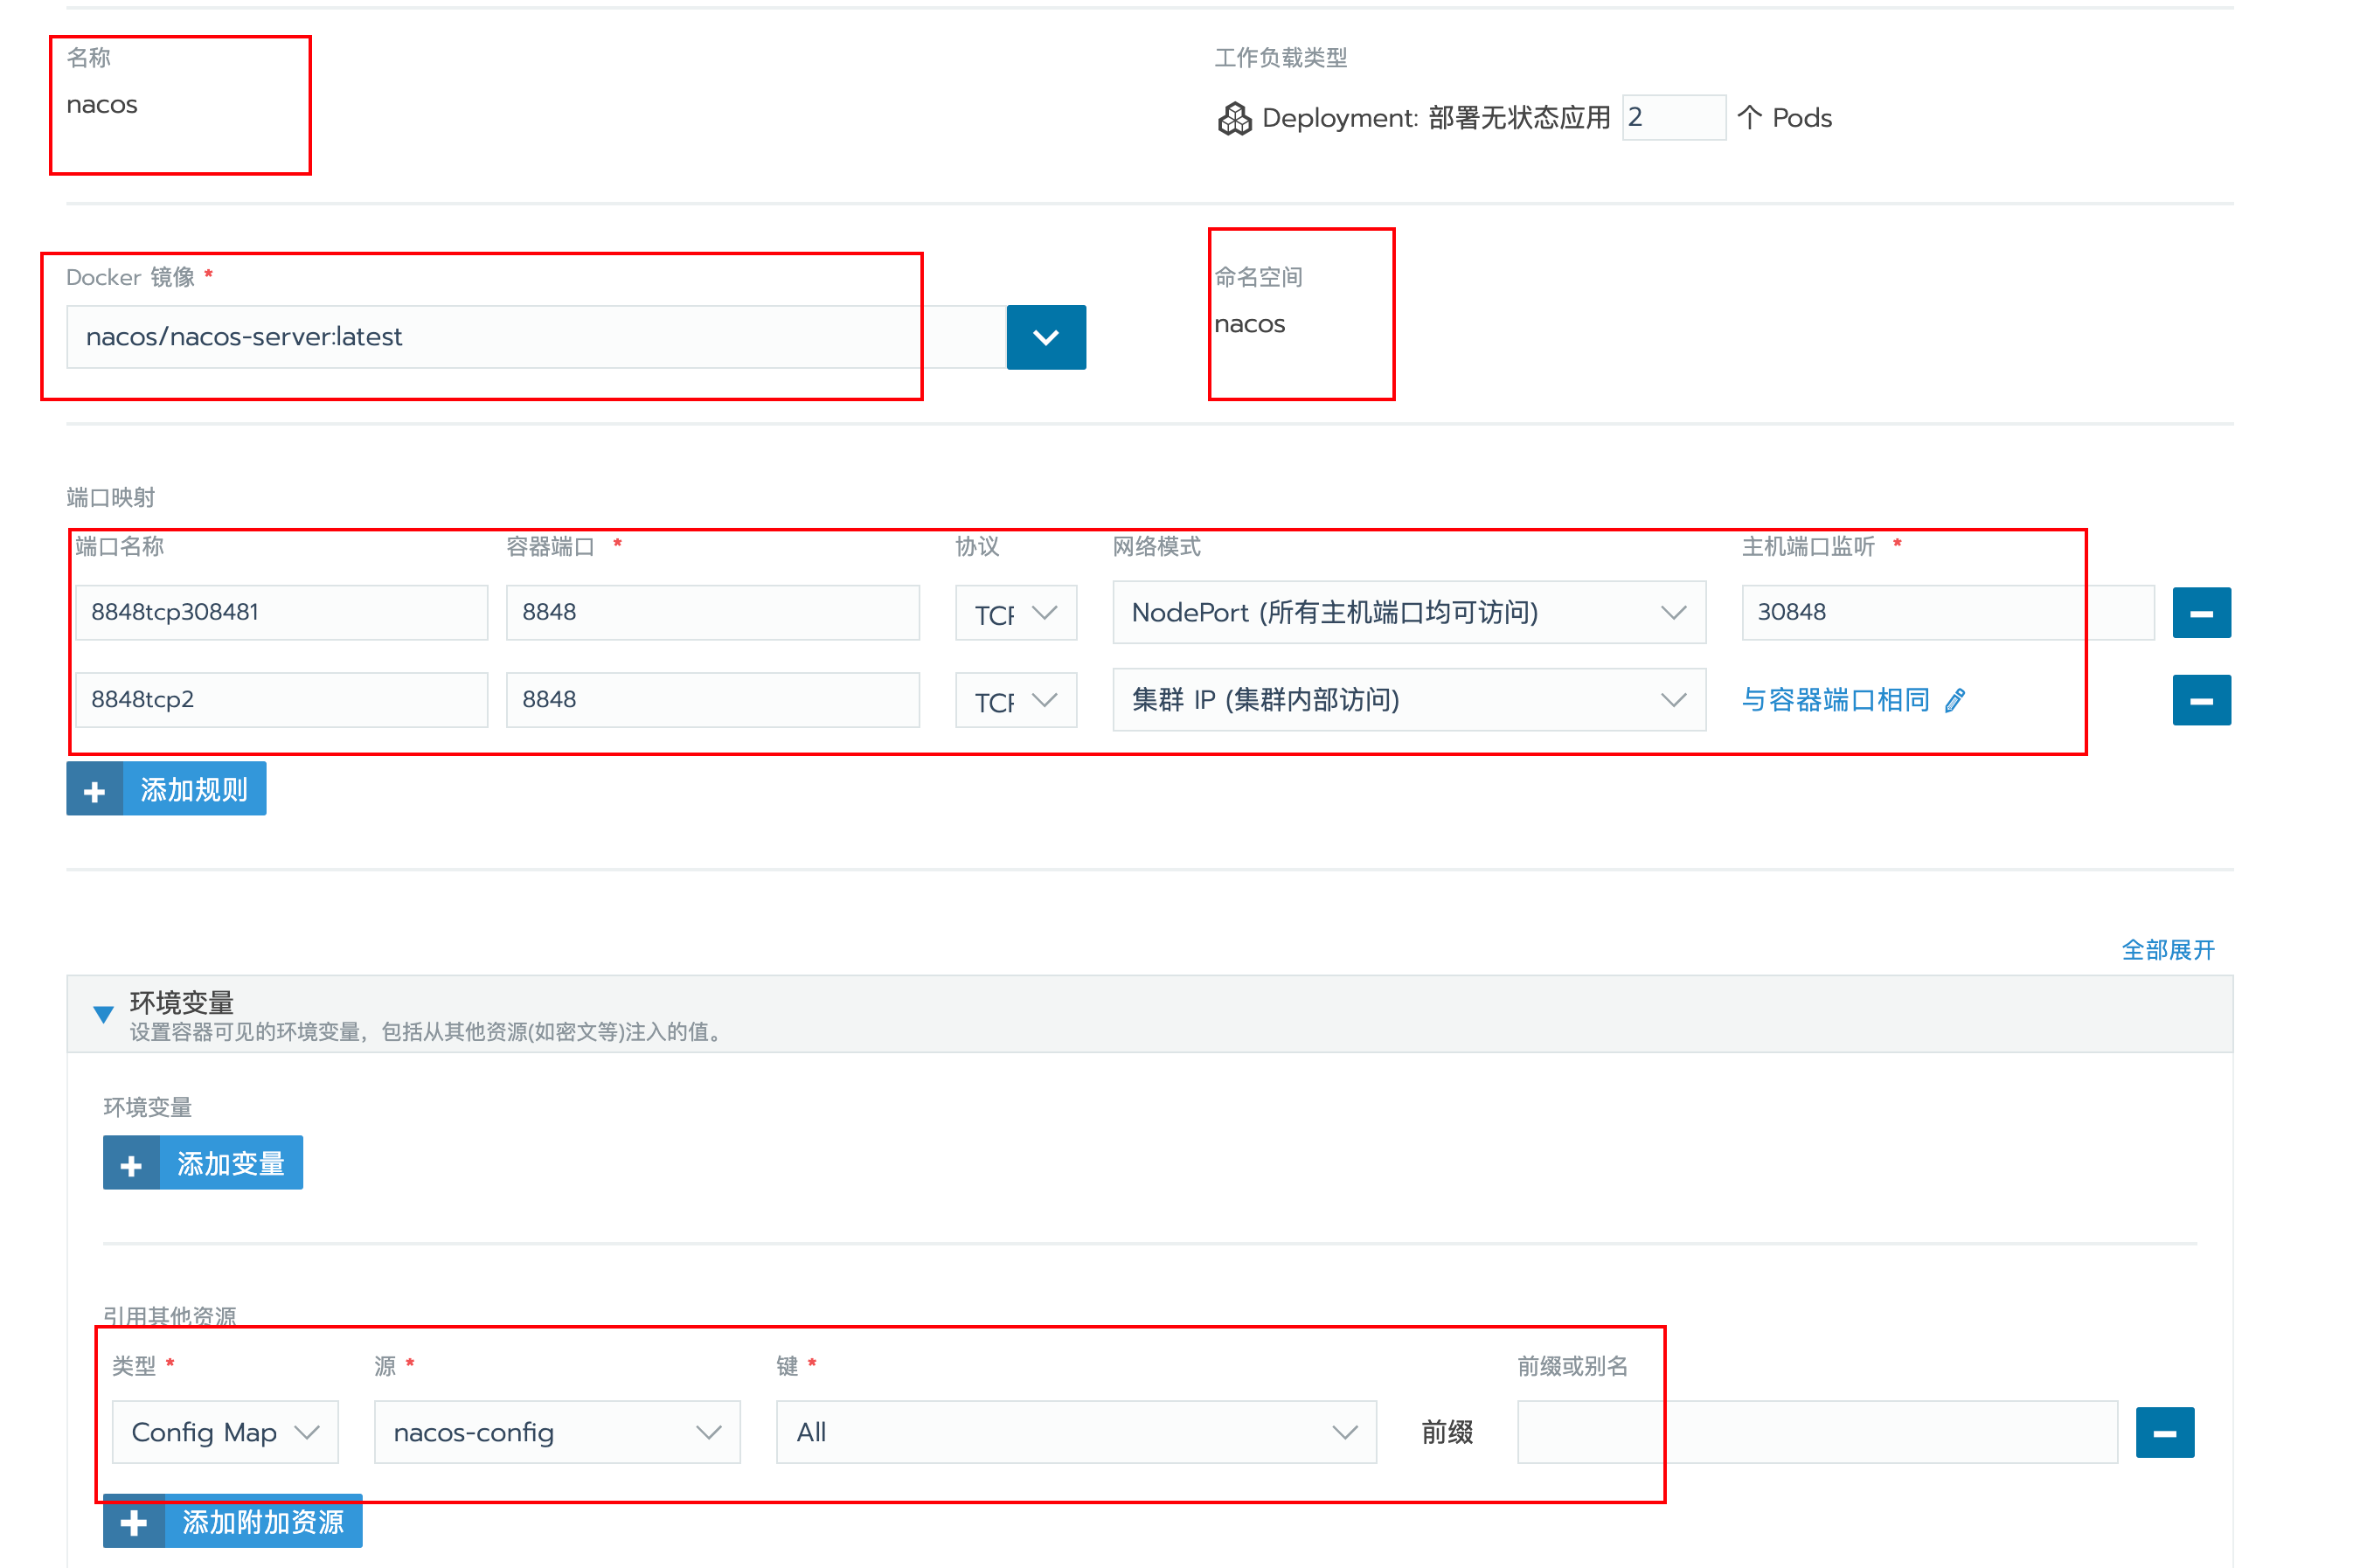 名称
工作负载类型
nacos
Deployment: 部署无状态应用 2 个 Pods
Docker 镜像 *
命名空间
nacos/nacos-server:latest
nacos
端口映射
端口名称 容器端口 * 协议 网络模式 主机端口监听 *
8848tcp308481 8848 TCP NodePort (所有主机端口均可访问) 30848
8848tcp2 8848 TCP 集群 IP (集群内部访问) 与容器端口相同
+ 添加规则
全部展开
环境变量
设置容器可见的环境变量，包括从其他资源(如密文等)注入的值。
环境变量
+ 添加变量
引用其他资源
类型 * 源 * 键 * 前缀或别名
Config Map nacos-config All 前缀
+ 添加附加资源